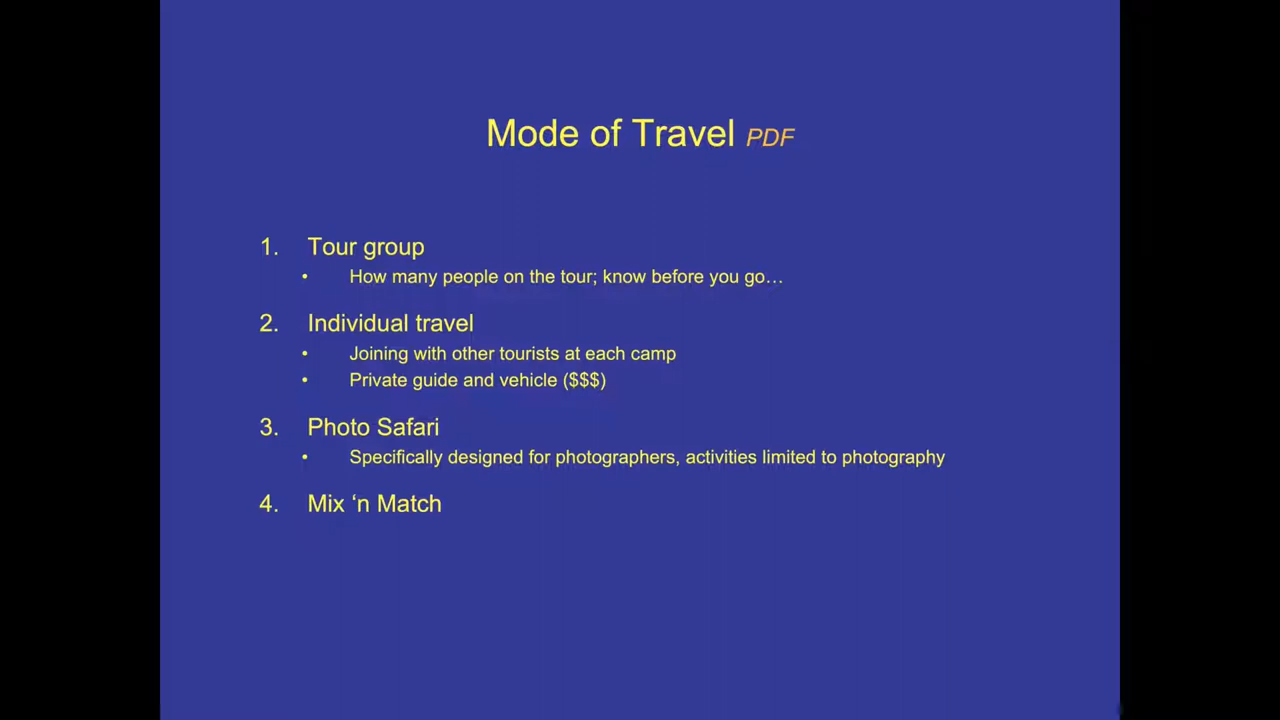 Mode of Travel PDF
1. Tour group
• How many people on the tour; know before you go…
2. Individual travel
• Joining with other tourists at each camp
• Private guide and vehicle ($$$)
3. Photo Safari
• Specifically designed for photographers, activities limited to photography
4. Mix ‘n Match